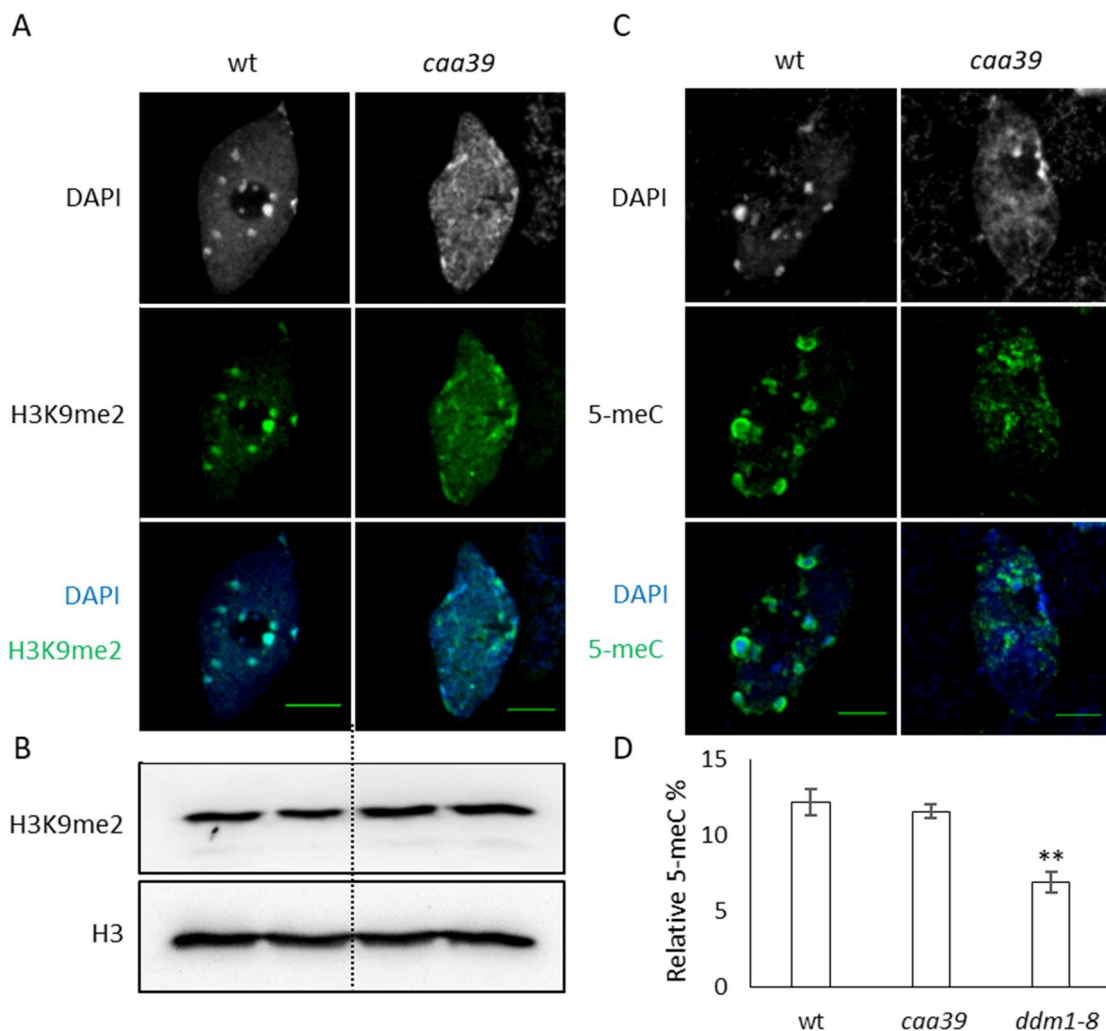 A
wt
caa39
DAPI
H3K9me2
DAPI
H3K9me2
B
H3K9me2
H3
C
wt
caa39
DAPI
5-meC
DAPI
5-meC
D
Relative 5-meC %
15
10
5
0
**
wt
caa39
ddm1-8